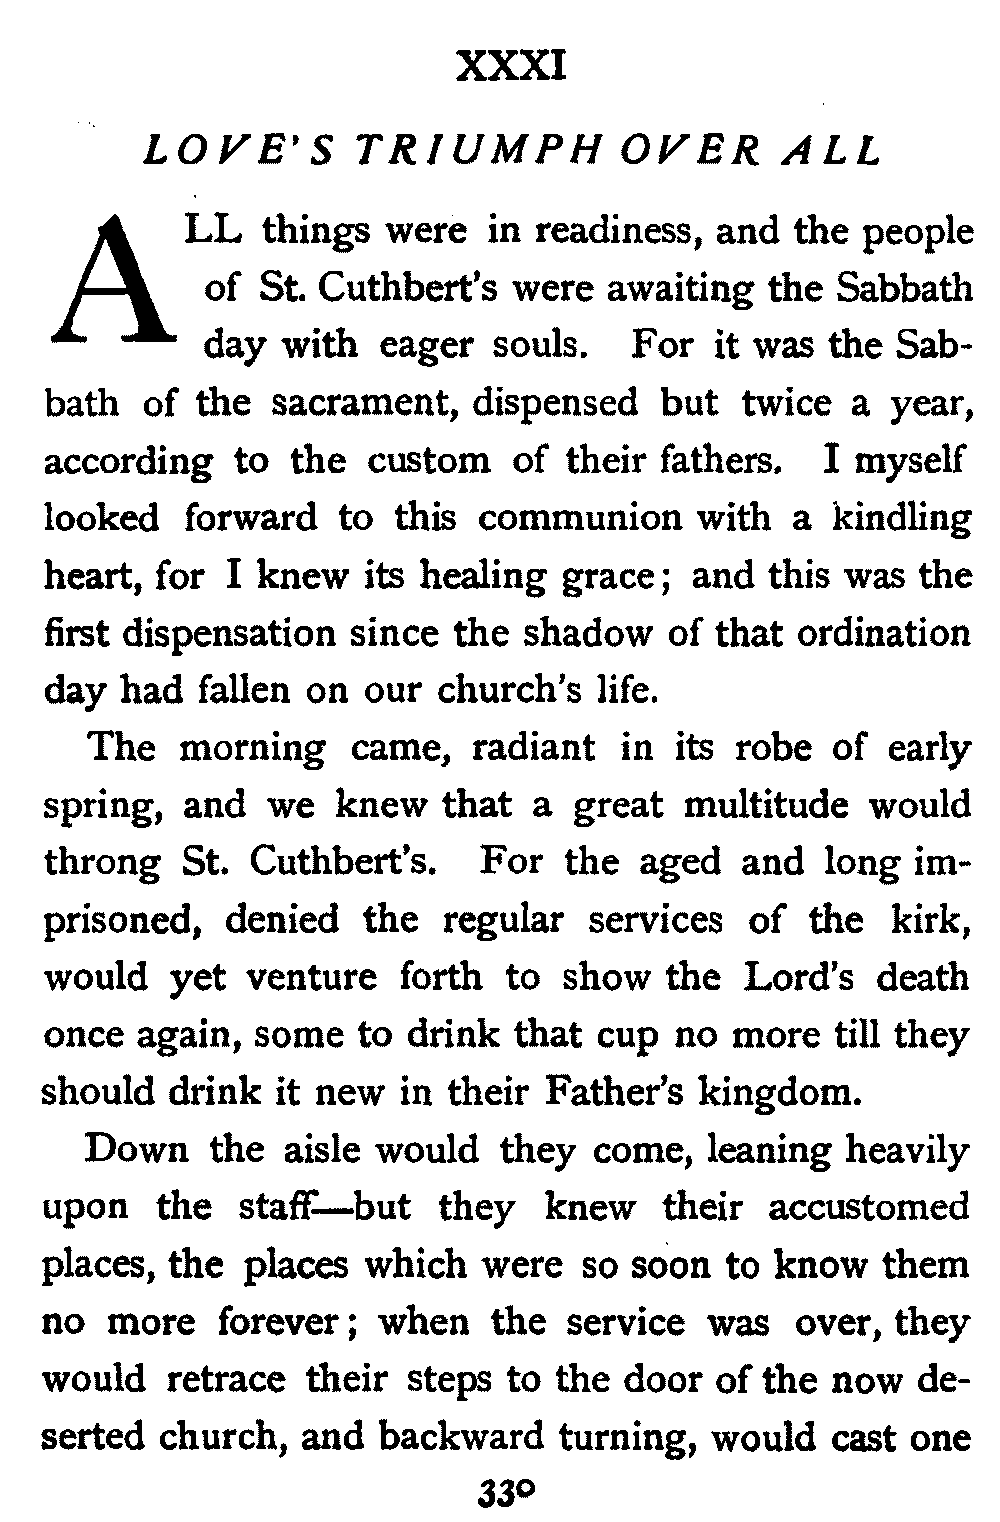 XXXI
LOVE'S TRIUMPH OVER ALL
ALL things were in readiness, and the people
of St. Cuthbert's were awaiting the Sabbath
day with eager souls. For it was the Sab-
bath of the sacrament, dispensed but twice a year,
according to the custom of their fathers. I myself
looked forward to this communion with a kindling
heart, for I knew its healing grace; and this was the
first dispensation since the shadow of that ordination
day had fallen on our church's life.
The morning came, radiant in its robe of early
spring, and we knew that a great multitude would
throng St. Cuthbert's. For the aged and long im-
prisoned, denied the regular services of the kirk,
would yet venture forth to show the Lord's death
once again, some to drink that cup no more till they
should drink it new in their Father's kingdom.
Down the aisle would they come, leaning heavily
upon the staff—but they knew their accustomed
places, the places which were so soon to know them
no more forever; when the service was over, they
would retrace their steps to the door of the now de-
serted church, and backward turning, would cast one
330